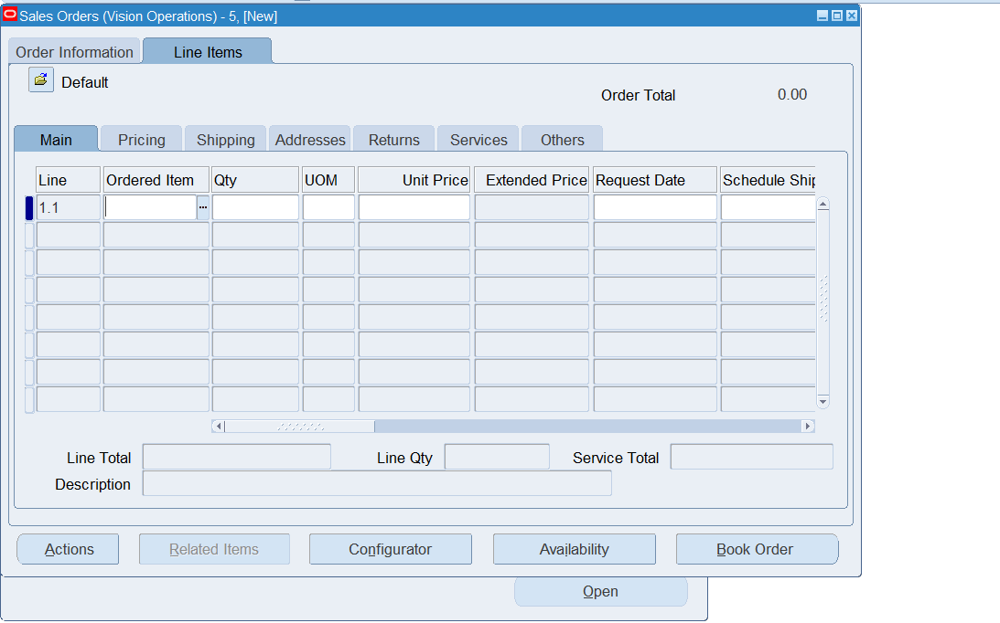 Sales Orders (Vision Operations) - 5, [New]
Order Information Line Items
Default
Order Total 0.00
Main Pricing Shipping Addresses Returns Services Others
Line Ordered Item Qty UOM Unit Price Extended Price Request Date Schedule Ship
1.1 ...
Line Total Line Qty Service Total
Description
Actions Related Items Configurator Availability Book Order
Open